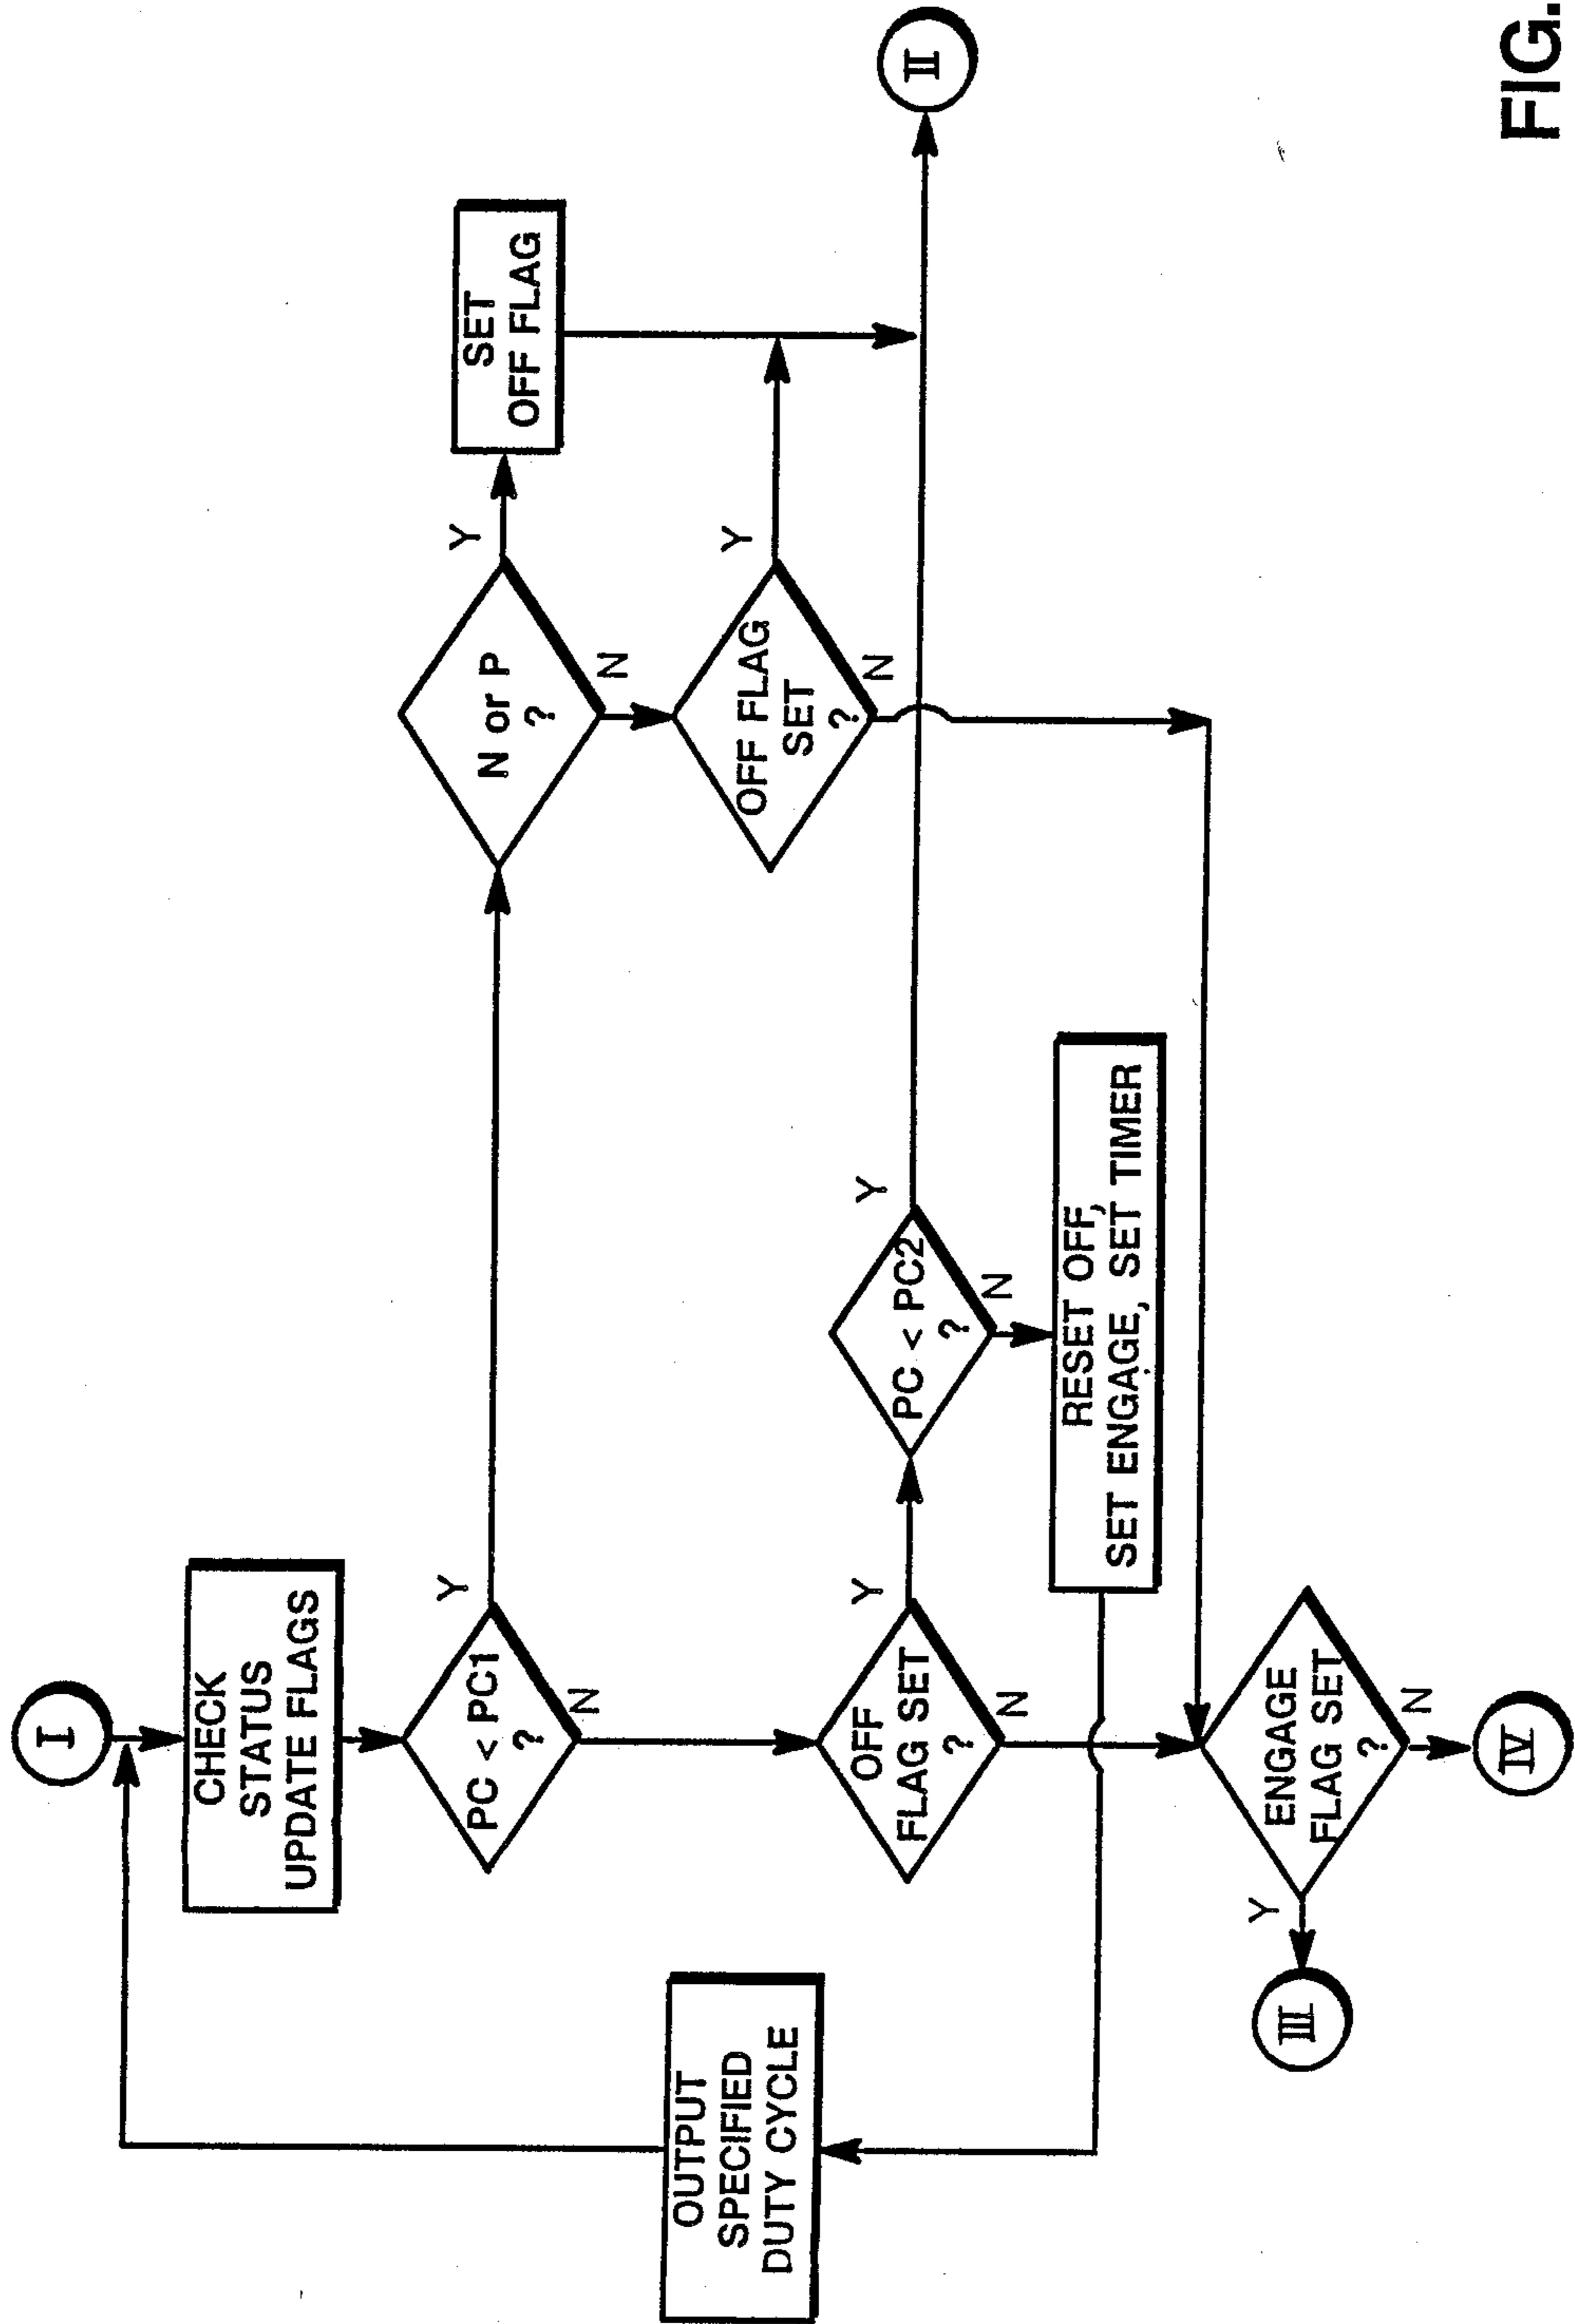 I
CHECK
STATUS
UPDATE FLAGS
PC < PC1
?
Y
N
N or P
?
Y
N
SET
OFF FLAG
OFF FLAG
SET
?
Y
N
OUTPUT
SPECIFIED
DUTY CYCLE
OFF
FLAG SET
?
Y
N
PC < PC2
?
Y
N
II
RESET OFF,
SET ENGAGE, SET TIMER
ENGAGE
FLAG SET
?
Y
N
III
IV
FIG.